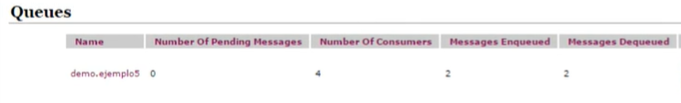 Queues
Name Number Of Pending Messages Number Of Consumers Messages Enqueued Messages Dequeued
demo.ejemplo5 0 4 2 2